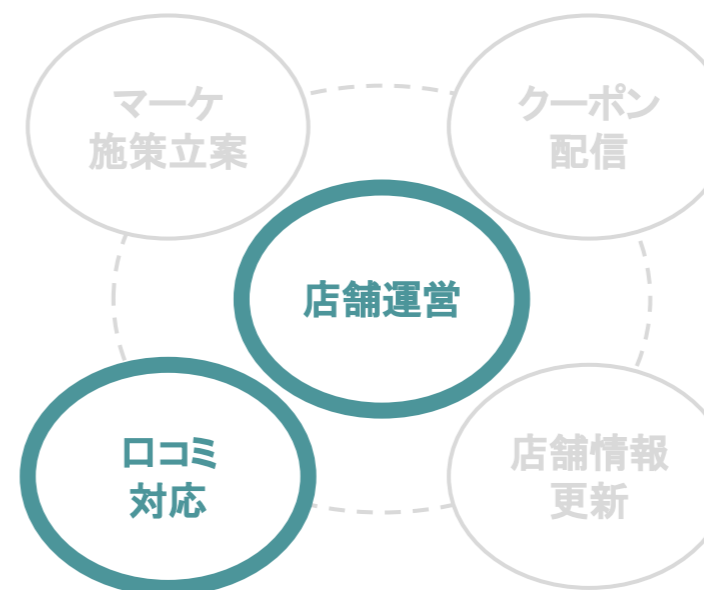 マーケ
施策立案
クーポン
配信
店舗運営
口コミ
対応
店舗情報
更新